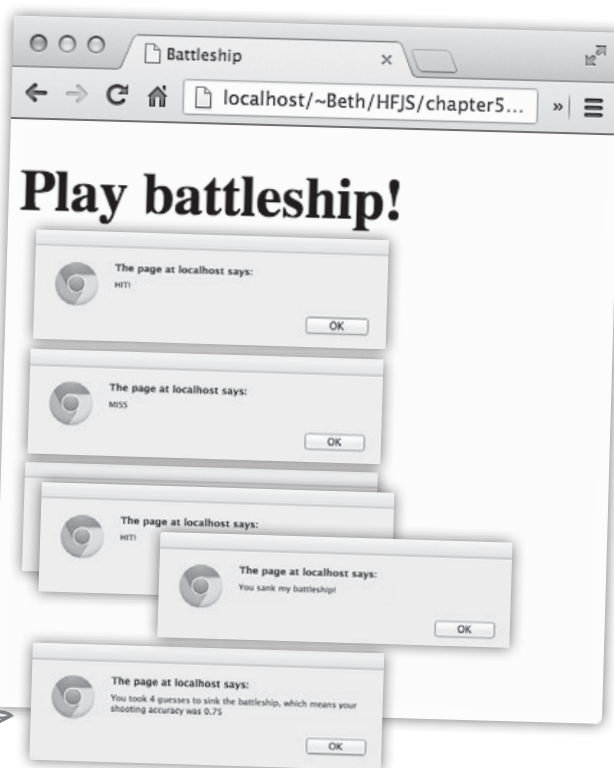 Battleship
localhost/~Beth/HFJS/chapter5...
Play battleship!
The page at localhost says:
HIT!
OK
The page at localhost says:
MISS
OK
The page at localhost says:
HIT!
The page at localhost says:
You sank my battleship!
OK
The page at localhost says:
You took 4 guesses to sink the battleship, which means your
shooting accuracy was 0.75
OK